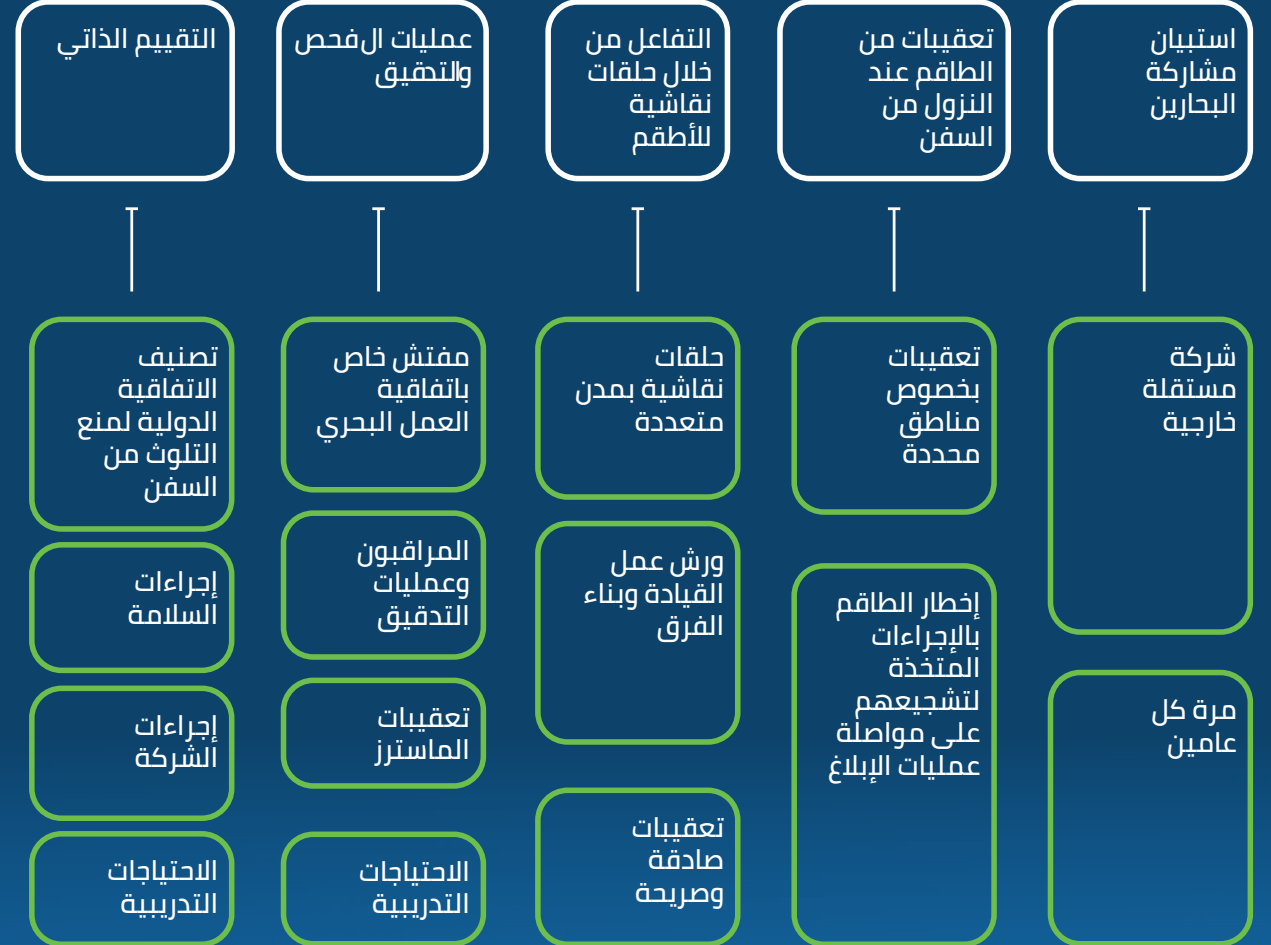 استبيان
مشاركة
البحارين
تعقيبات من
الطاقم عند
النزول من
السفن
التفاعل من
خلال حلقات
نقاشية
للأطقم
عمليات الفحص
والتدقيق
التقييم الذاتي
شركة
مستقلة
خارجية
مرة كل
عامين
تعقيبات
بخصوص
مناطق
محددة
إخطار الطاقم
بالإجراءات
المتخذة
لتشجيعهم
على مواصلة
عمليات الإبلاغ
حلقات
نقاشية بمدن
متعددة
ورش عمل
القيادة وبناء
الفرق
تعقيبات
صادقة
وصريحة
مفتش خاص
باتفاقية
العمل البحري
المراقبون
وعمليات
التدقيق
تعقيبات
الماسترز
الاحتياجات
التدريبية
تصنيف
الاتفاقية
الدولية لمنع
التلوث من
السفن
إجراءات
السلامة
إجراءات
الشركة
الاحتياجات
التدريبية